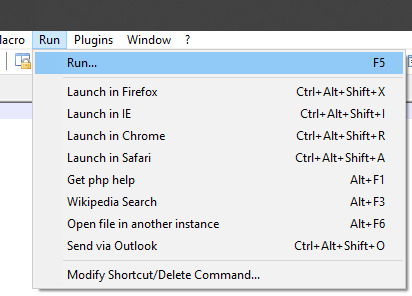 Run Plugins Window ?
Run... F5
Launch in Firefox Ctrl+Alt+Shift+X
Launch in IE Ctrl+Alt+Shift+I
Launch in Chrome Ctrl+Alt+Shift+R
Launch in Safari Ctrl+Alt+Shift+A
Get php help Alt+F1
Wikipedia Search Alt+F3
Open file in another instance Alt+F6
Send via Outlook Ctrl+Alt+Shift+O
Modify Shortcut/Delete Command...